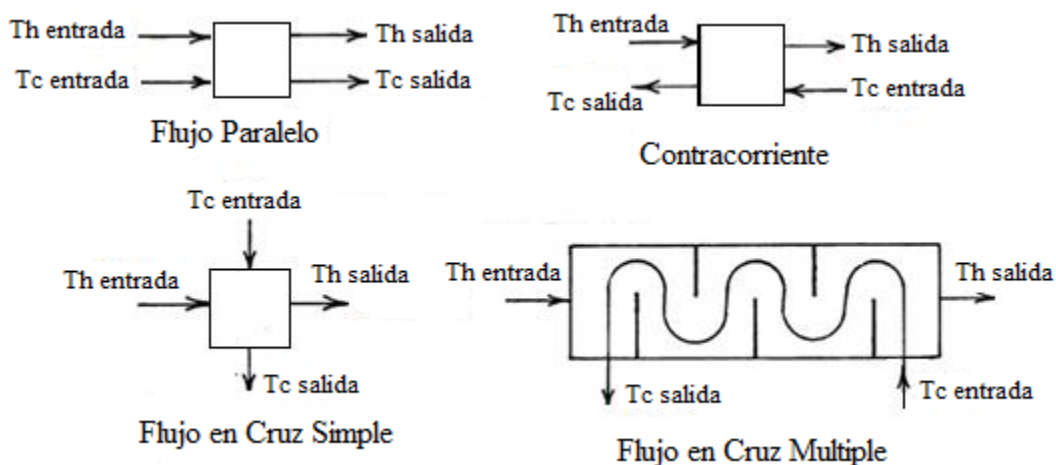 Th entrada
Th salida
Tc entrada
Tc salida
Flujo Paralelo
Th entrada
Th salida
Tc salida
Tc entrada
Contracorriente
Tc entrada
Th entrada
Th salida
Tc salida
Flujo en Cruz Simple
Th entrada
Th salida
Tc salida
Tc entrada
Flujo en Cruz Multiple